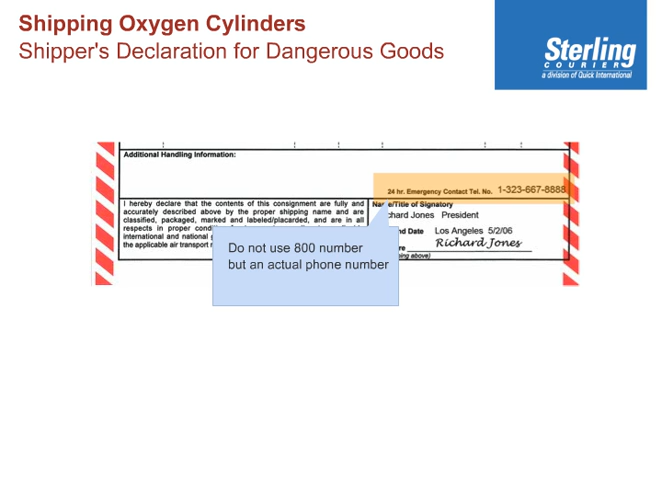 Shipping Oxygen Cylinders
Shipper's Declaration for Dangerous Goods
Sterling
COURIER
a division of Quick International
Additional Handling Information:
24 hr. Emergency Contact Tel. No. 1-323-667-8888
I hereby declare that the contents of this consignment are fully and
accurately described above by the proper shipping name and are
classified, packaged, marked and labeled/placarded, and are in all
respects in proper
international and national
the applicable air transport
Name/Title of Signatory
Richard Jones President
Date Los Angeles 5/2/06
Richard Jones
above)
Do not use 800 number
but an actual phone number